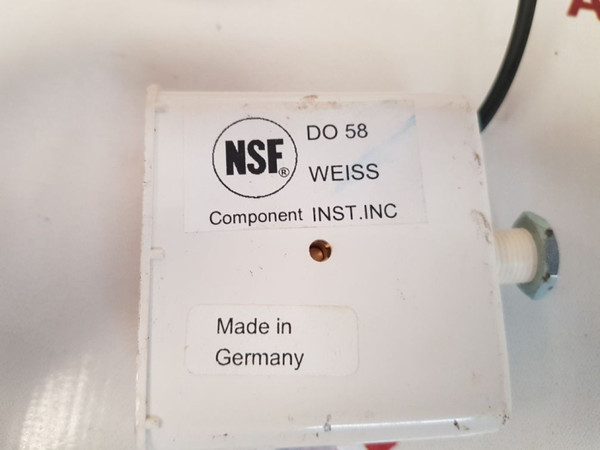 NSF®
DO 58
WEISS
Component INST.INC
Made in
Germany